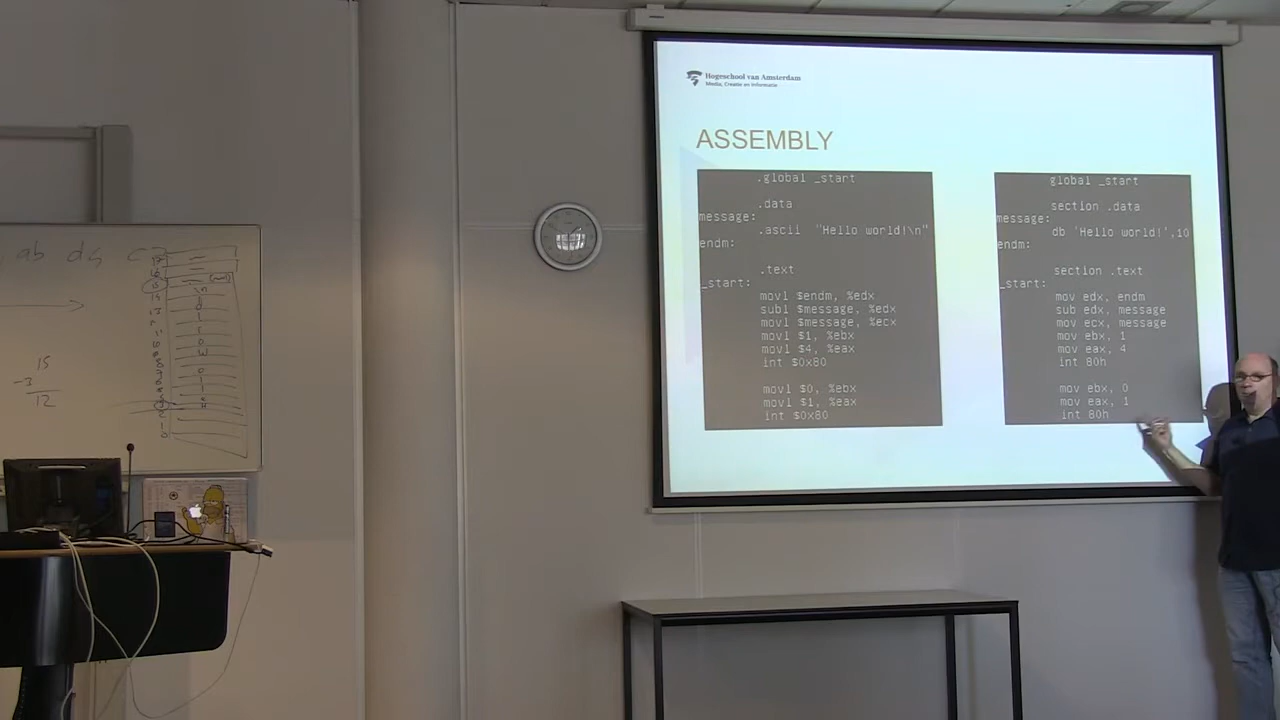 Hogeschool van Amsterdam
Media, Creatie en Informatie
ASSEMBLY
.global _start
.data
message:
.ascii "Hello world!\n"
endm:
.text
_start:
movl $endm, %edx
subl $message, %edx
movl $message, %ecx
movl $1, %ebx
movl $4, %eax
int $0x80
movl $0, %ebx
movl $1, %eax
int $0x80
global _start
section .data
message:
db 'Hello world!',10
endm:
section .text
_start:
mov edx, endm
sub edx, message
mov ecx, message
mov ebx, 1
mov eax, 4
int 80h
mov ebx, 0
mov eax, 1
int 80h
ab ds c
15
-3
12